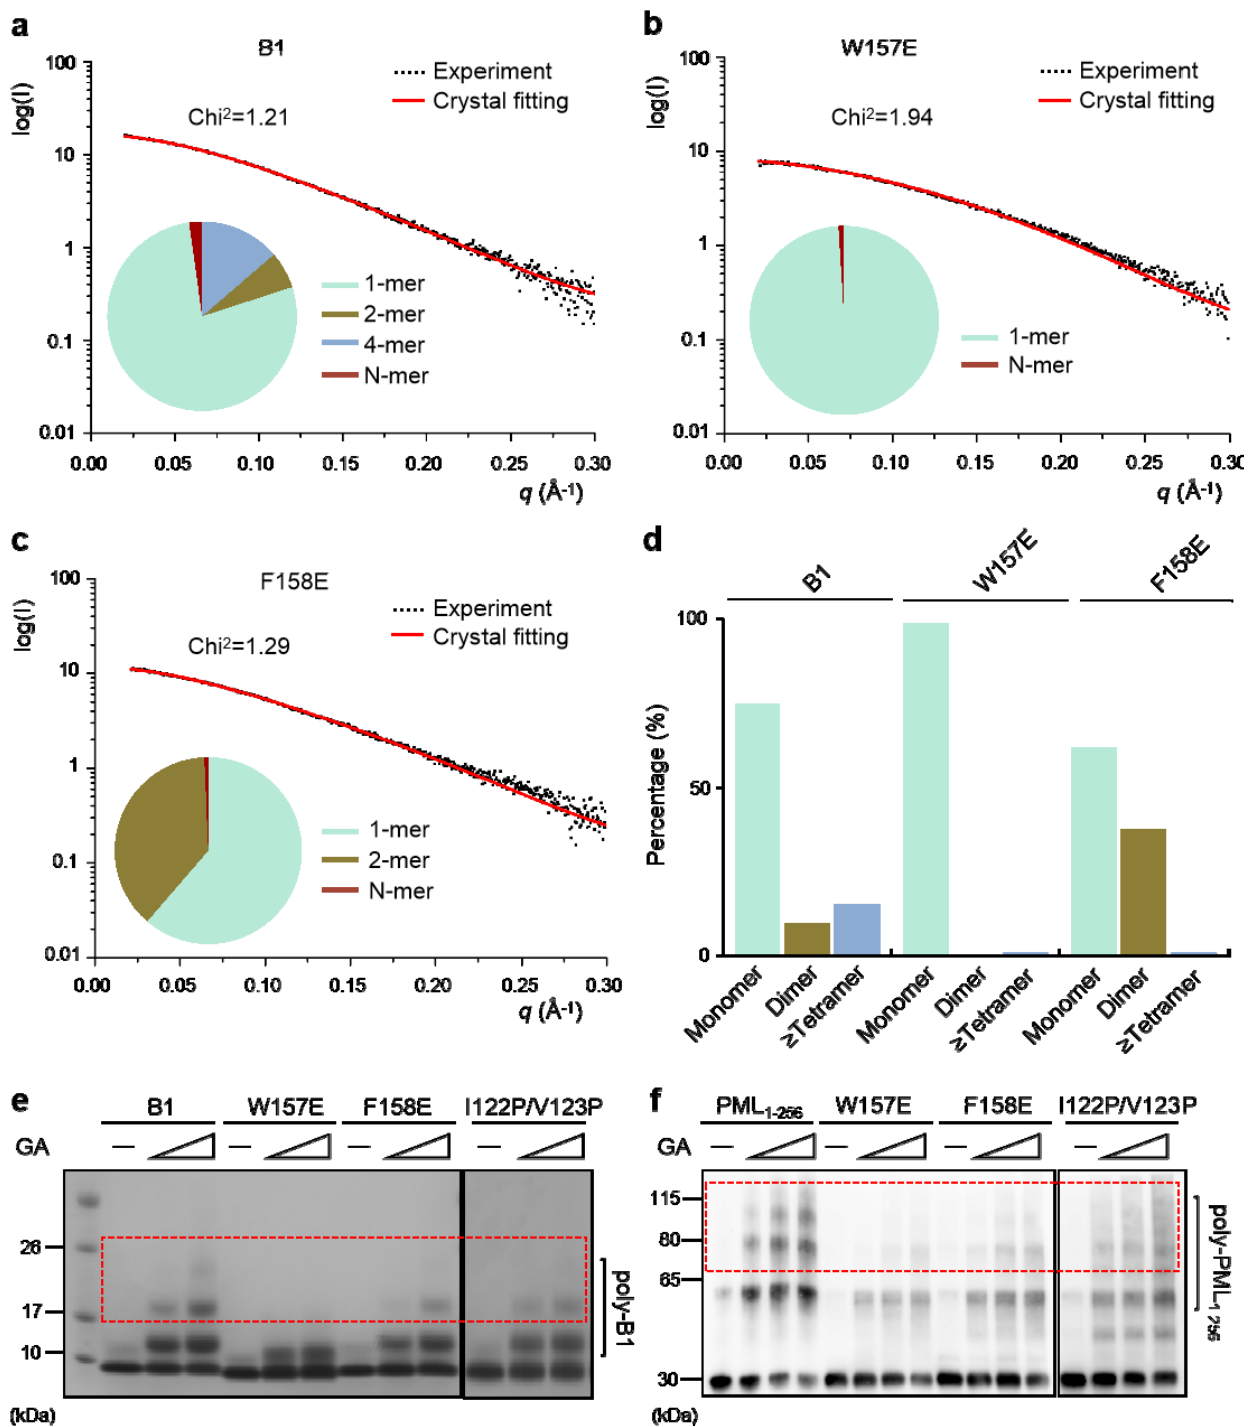 a
B1
log(I)
100
10
1
0.1
0.01
Chi²=1.21
Experiment
Crystal fitting
1-mer
2-mer
4-mer
N-mer
0.00 0.05 0.10 0.15 0.20 0.25 0.30
q (Å⁻¹)
b
W157E
log(I)
100
10
1
0.1
0.01
Chi²=1.94
Experiment
Crystal fitting
1-mer
N-mer
0.00 0.05 0.10 0.15 0.20 0.25 0.30
q (Å⁻¹)
c
F158E
log(I)
100
10
1
0.1
0.01
Chi²=1.29
Experiment
Crystal fitting
1-mer
2-mer
N-mer
0.00 0.05 0.10 0.15 0.20 0.25 0.30
q (Å⁻¹)
d
B1 W157E F158E
Percentage (%)
100
50
0
Monomer Dimer ≥Tetramer Monomer Dimer ≥Tetramer Monomer Dimer ≥Tetramer
e
B1 W157E F158E I122P/V123P
GA — — — —
26
17
10
(kDa)
poly-B1
f
PML₁₋₂₅₆ W157E F158E I122P/V123P
GA — — — —
115
80
65
30
(kDa)
poly-PML₁ ₂₅₆